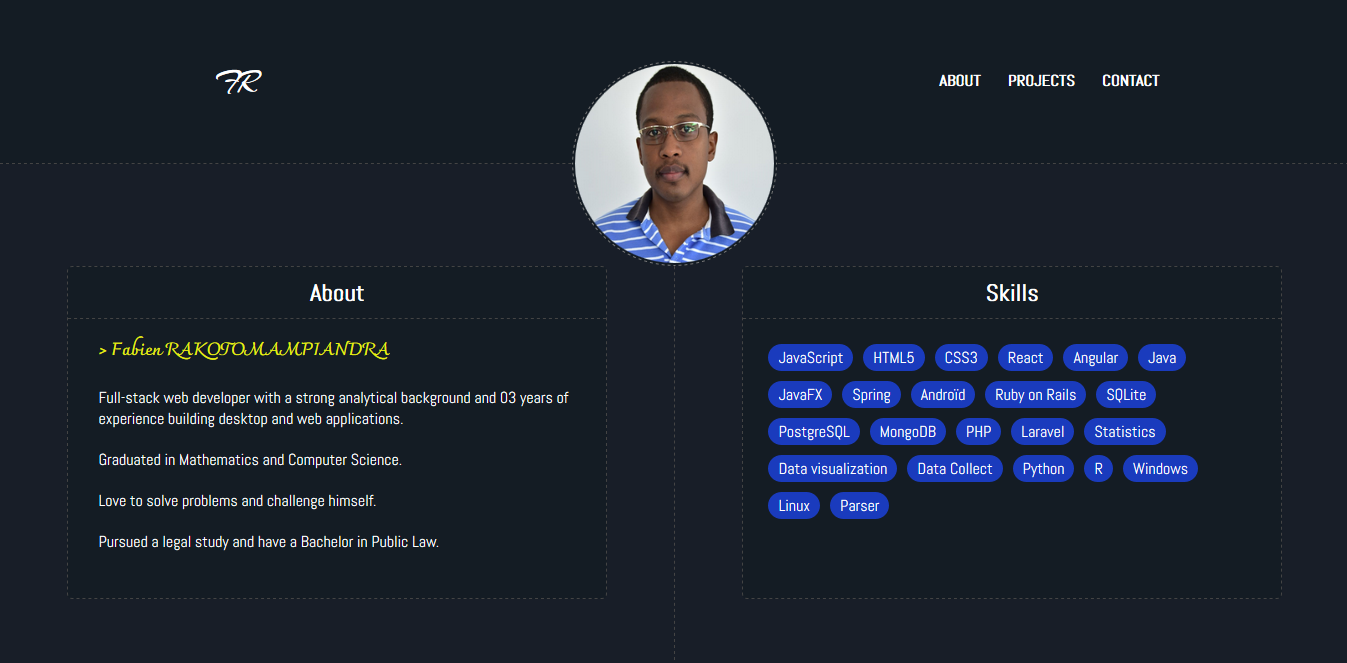 FR
ABOUT PROJECTS CONTACT
About
> Fabien RAKOTOMAMPIANDRA
Full-stack web developer with a strong analytical background and 03 years of
experience building desktop and web applications.
Graduated in Mathematics and Computer Science.
Love to solve problems and challenge himself.
Pursued a legal study and have a Bachelor in Public Law.
Skills
JavaScript HTML5 CSS3 React Angular Java
JavaFX Spring Androïd Ruby on Rails SQLite
PostgreSQL MongoDB PHP Laravel Statistics
Data visualization Data Collect Python R Windows
Linux Parser